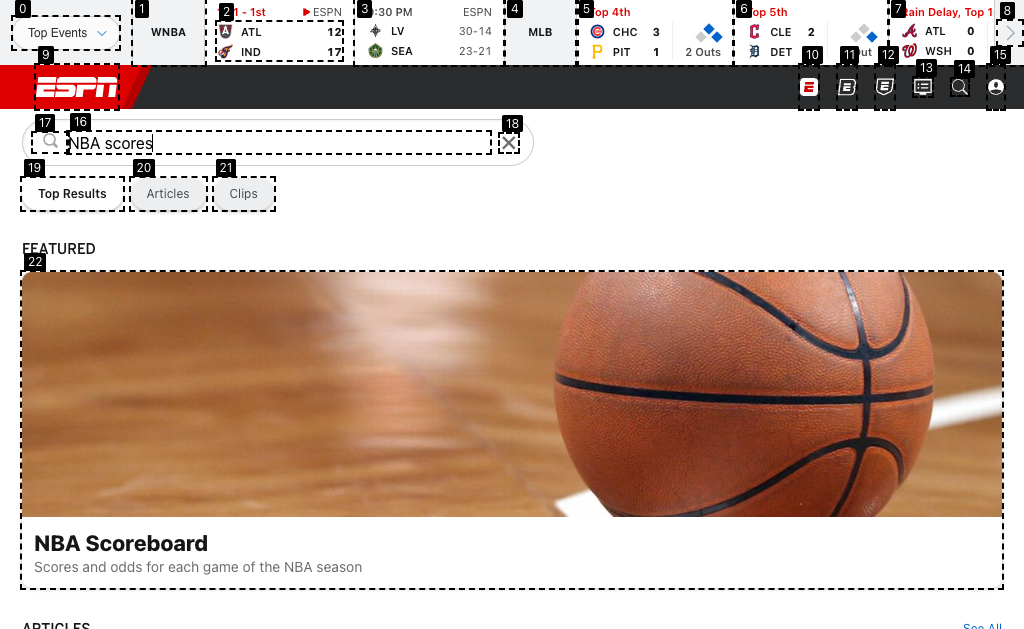 0
1
2
3
4
5
6
7
8
Top Events
WNBA
1 - 1st
ESPN
ATL 12
IND 17
:30 PM
ESPN
LV 30-14
SEA 23-21
MLB
Top 4th
CHC 3
PIT 1
2 Outs
Top 5th
CLE 2
DET
Out
Rain Delay, Top 1
ATL 0
WSH 0
9
10
11
12
13
14
15
ESPN
17
16
18
NBA scores
19
20
21
Top Results
Articles
Clips
FEATURED
22
NBA Scoreboard
Scores and odds for each game of the NBA season
ARTICLES
See All